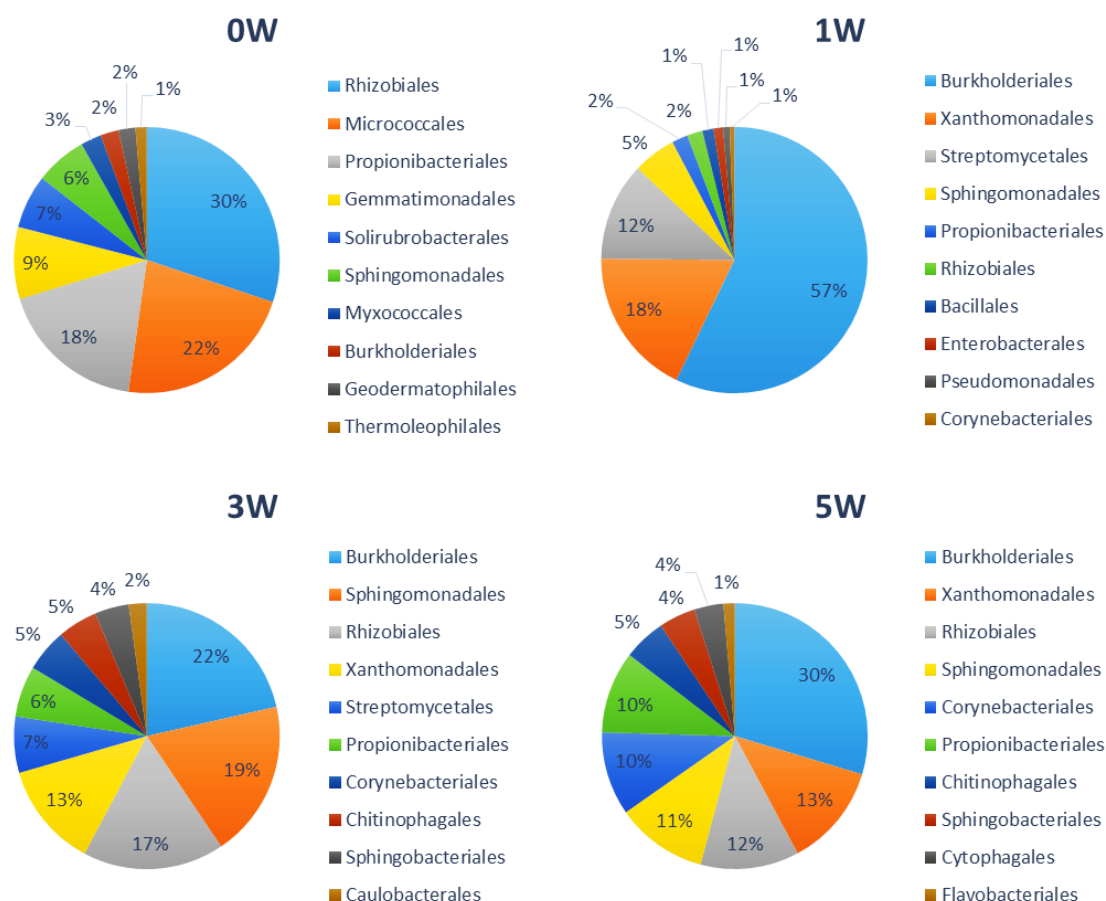 0W
30%
22%
18%
9%
7%
6%
3%
2%
2%
1%
Rhizobiales
Micrococcales
Propionibacteriales
Gemmatimonadales
Solirubrobacterales
Sphingomonadales
Myxococcales
Burkholderiales
Geodermatophilales
Thermoleophilales
1W
57%
18%
12%
5%
2%
2%
1%
1%
1%
1%
Burkholderiales
Xanthomonadales
Streptomycetales
Sphingomonadales
Propionibacteriales
Rhizobiales
Bacillales
Enterobacterales
Pseudomonadales
Corynebacteriales
3W
22%
19%
17%
13%
7%
6%
5%
5%
4%
2%
Burkholderiales
Sphingomonadales
Rhizobiales
Xanthomonadales
Streptomycetales
Propionibacteriales
Corynebacteriales
Chitinophagales
Sphingobacteriales
Caulobacterales
5W
30%
13%
12%
11%
10%
10%
5%
4%
4%
1%
Burkholderiales
Xanthomonadales
Rhizobiales
Sphingomonadales
Corynebacteriales
Propionibacteriales
Chitinophagales
Sphingobacteriales
Cytophagales
Flavobacteriales